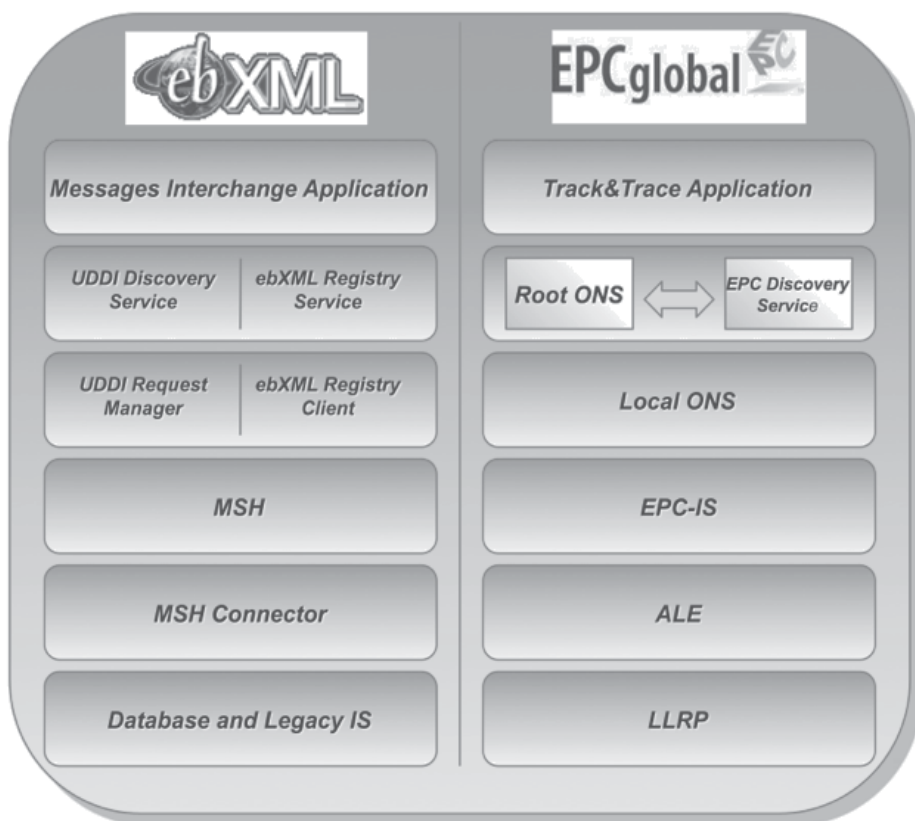 ebXML
EPCglobal
EPC
Messages Interchange Application
Track&Trace Application
UDDI Discovery
Service
ebXML Registry
Service
Root ONS
EPC Discovery
Service
UDDI Request
Manager
ebXML Registry
Client
Local ONS
MSH
EPC-IS
MSH Connector
ALE
Database and Legacy IS
LLRP